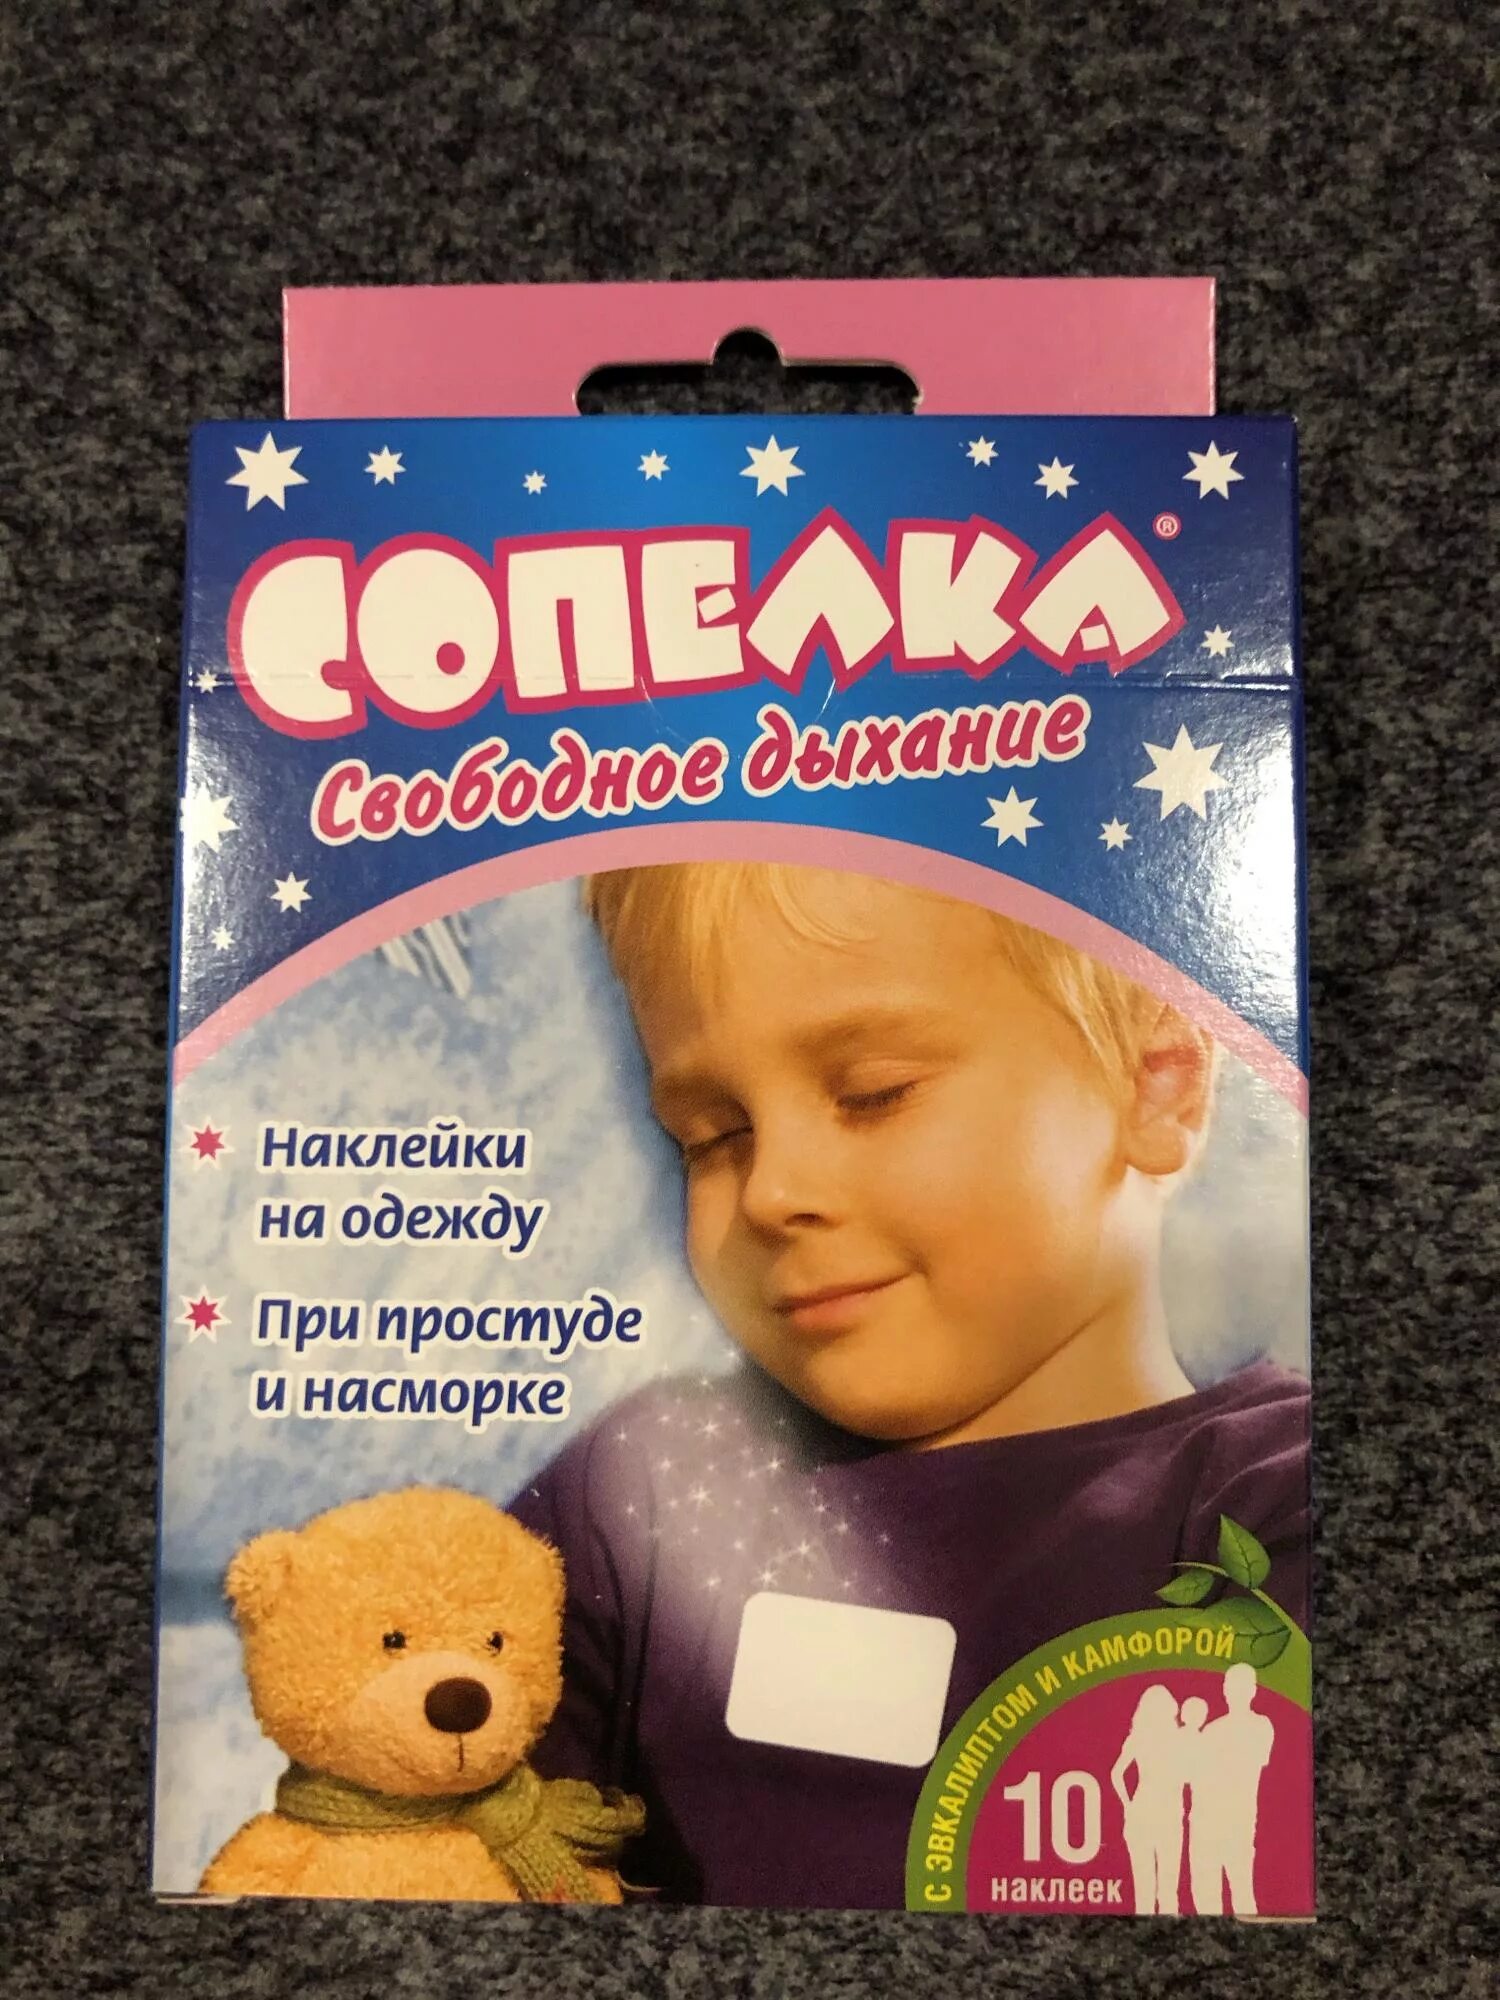 СОПЕЛКА®
Свободное дыхание
Наклейки
на одежду
При простуде
и насморке
С ЭВКАЛИПТОМ И КАМФОРОЙ
10
наклеек